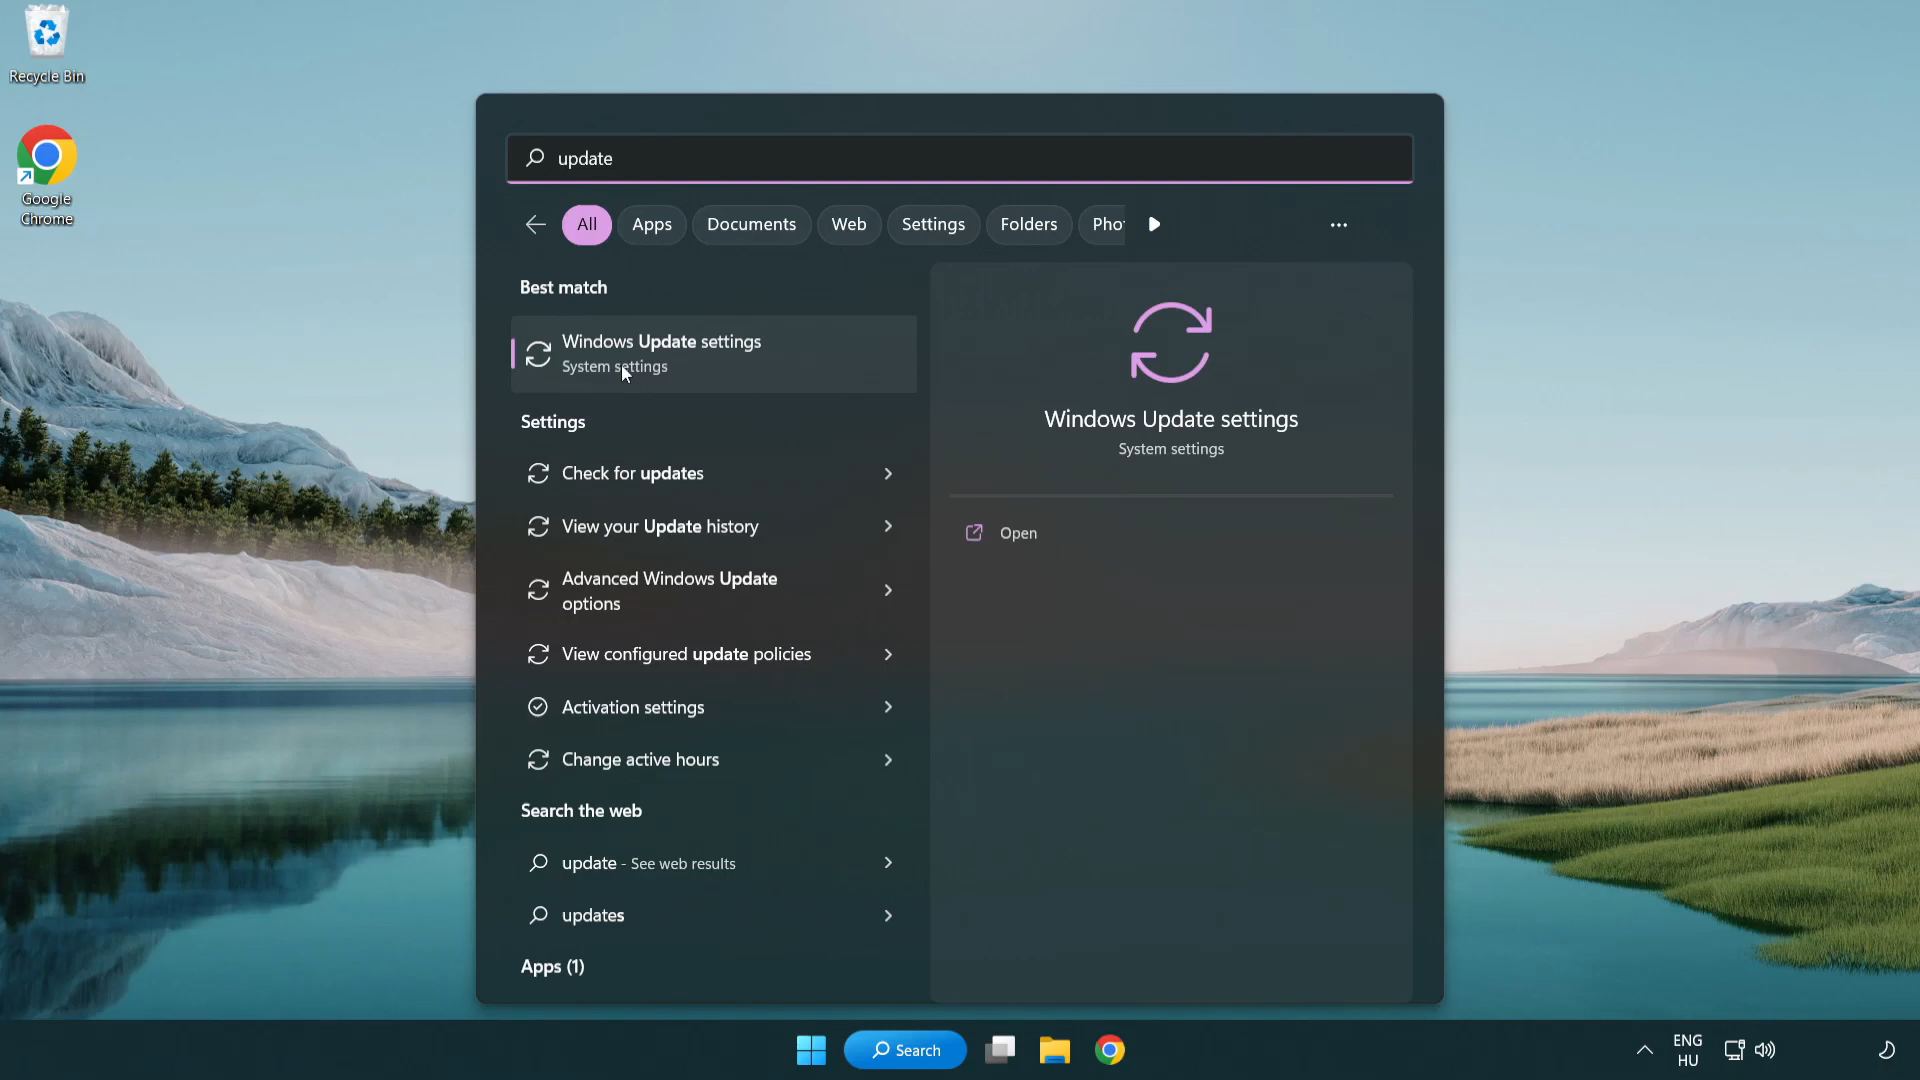 Recycle Bin
Google
Chrome
update
All
Apps
Documents
Web
Settings
Folders
Pho
Best match
Windows Update settings
System settings
Settings
Check for updates
View your Update history
Advanced Windows Update
options
View configured update policies
Activation settings
Change active hours
Search the web
update - See web results
updates
Apps (1)
Windows Update settings
System settings
Open
Search
ENG
HU